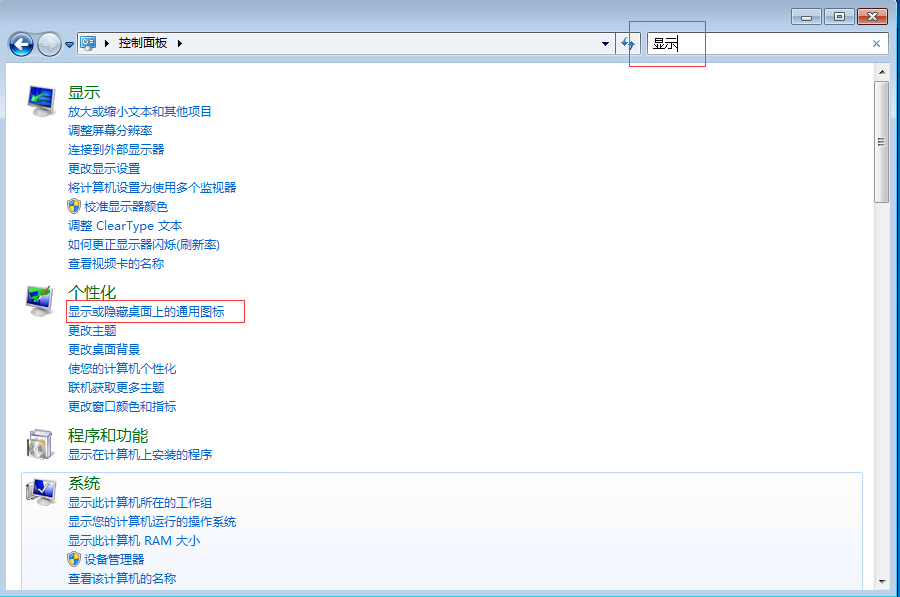 控制面板
显示
显示
放大或缩小文本和其他项目
调整屏幕分辨率
连接到外部显示器
更改显示设置
将计算机设置为使用多个监视器
校准显示器颜色
调整 ClearType 文本
如何更正显示器闪烁(刷新率)
查看视频卡的名称
个性化
显示或隐藏桌面上的通用图标
更改主题
更改桌面背景
使您的计算机个性化
联机获取更多主题
更改窗口颜色和指标
程序和功能
显示在计算机上安装的程序
系统
显示此计算机所在的工作组
显示您的计算机运行的操作系统
显示此计算机 RAM 大小
设备管理器
查看该计算机的名称